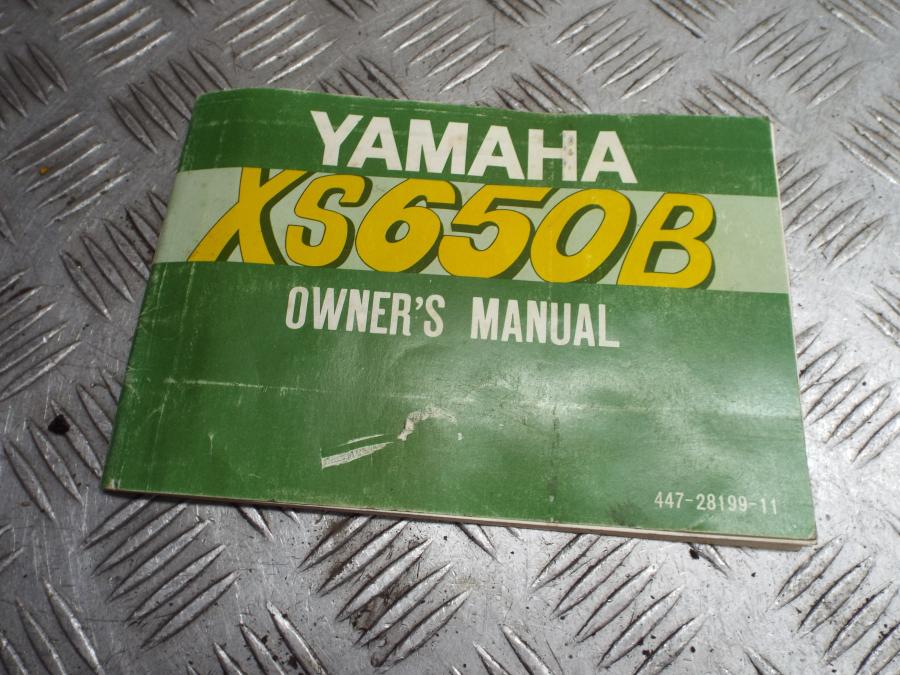 YAMAHA
XS650B
OWNER'S MANUAL
447-28199-11